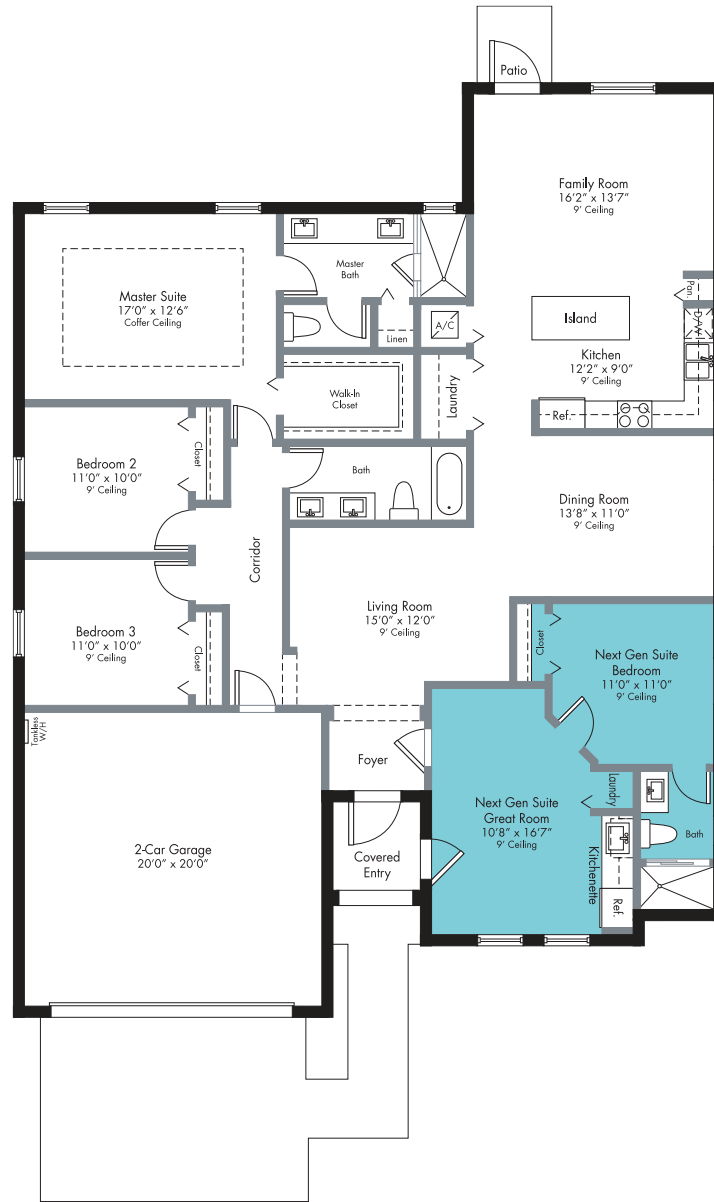 Patio
Family Room
16'2" x 13'7"
9' Ceiling
Master
Bath
Master Suite
17'0" x 12'6"
Coffer Ceiling
Pan.
Island
D/W
A/C
Linen
Kitchen
12'2" x 9'0"
9' Ceiling
Walk-In
Closet
Laundry
Ref.
Closet
Bedroom 2
11'0" x 10'0"
9' Ceiling
Bath
Dining Room
13'8" x 11'0"
9' Ceiling
Corridor
Living Room
15'0" x 12'0"
9' Ceiling
Bedroom 3
11'0" x 10'0"
9' Ceiling
Closet
Closet
Next Gen Suite
Bedroom
11'0" x 11'0"
9' Ceiling
Tankless
W/H
Foyer
Laundry
Next Gen Suite
Great Room
10'8" x 16'7"
9' Ceiling
Bath
2-Car Garage
20'0" x 20'0"
Covered
Entry
Kitchenette
Ref.